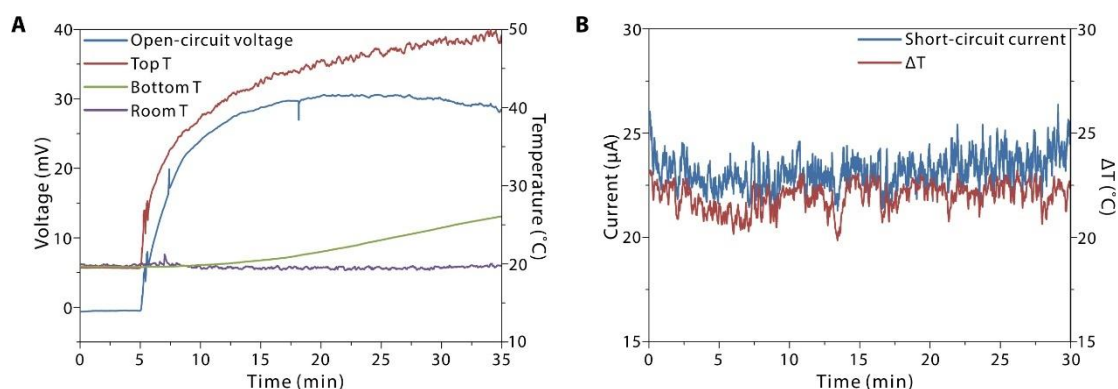 A
40
30
20
10
0
Voltage (mV)
50
40
30
20
10
Temperature (˚C)
Open-circuit voltage
Top T
Bottom T
Room T
0 5 10 15 20 25 30 35
Time (min)
B
30
25
20
15
Current (μA)
30
25
20
15
ΔT (˚C)
Short-circuit current
ΔT
0 5 10 15 20 25 30
Time (min)